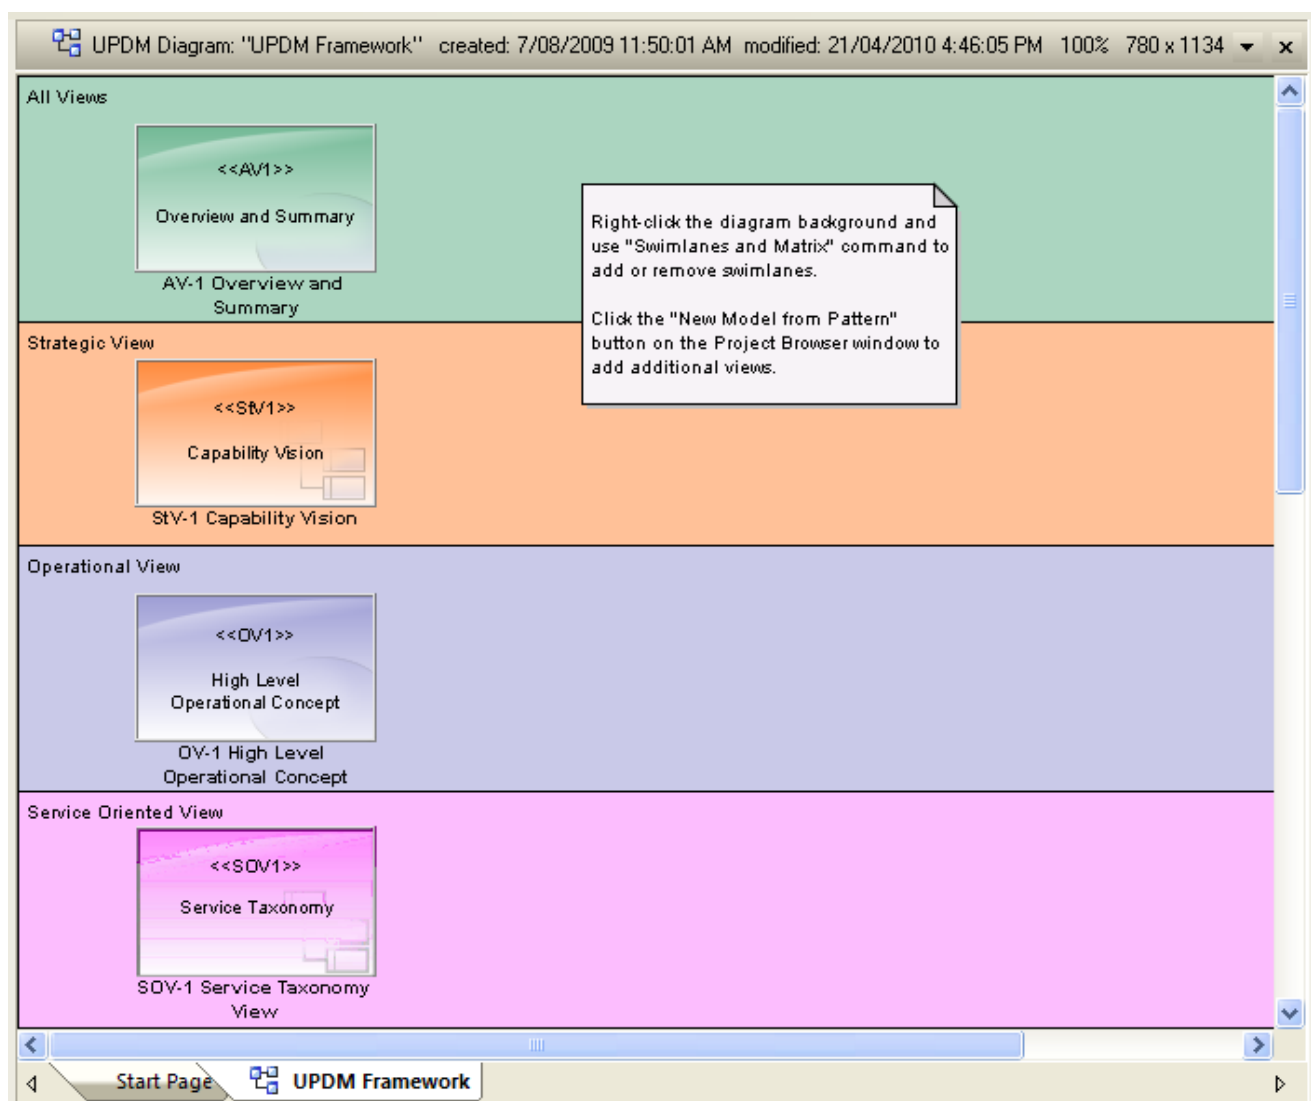 UPDM Diagram: "UPDM Framework" created: 7/08/2009 11:50:01 AM modified: 21/04/2010 4:46:05 PM 100% 780 x 1134
All Views
<<AV1>>
Overview and Summary
AV-1 Overview and
Summary
Right-click the diagram background and
use "Swimlanes and Matrix" command to
add or remove swimlanes.
Click the "New Model from Pattern"
button on the Project Browser window to
add additional views.
Strategic View
<<StV1>>
Capability Vision
StV-1 Capability Vision
Operational View
<<OV1>>
High Level
Operational Concept
OV-1 High Level
Operational Concept
Service Oriented View
<<SOV1>>
Service Taxonomy
SOV-1 Service Taxonomy
View
Start Page
UPDM Framework